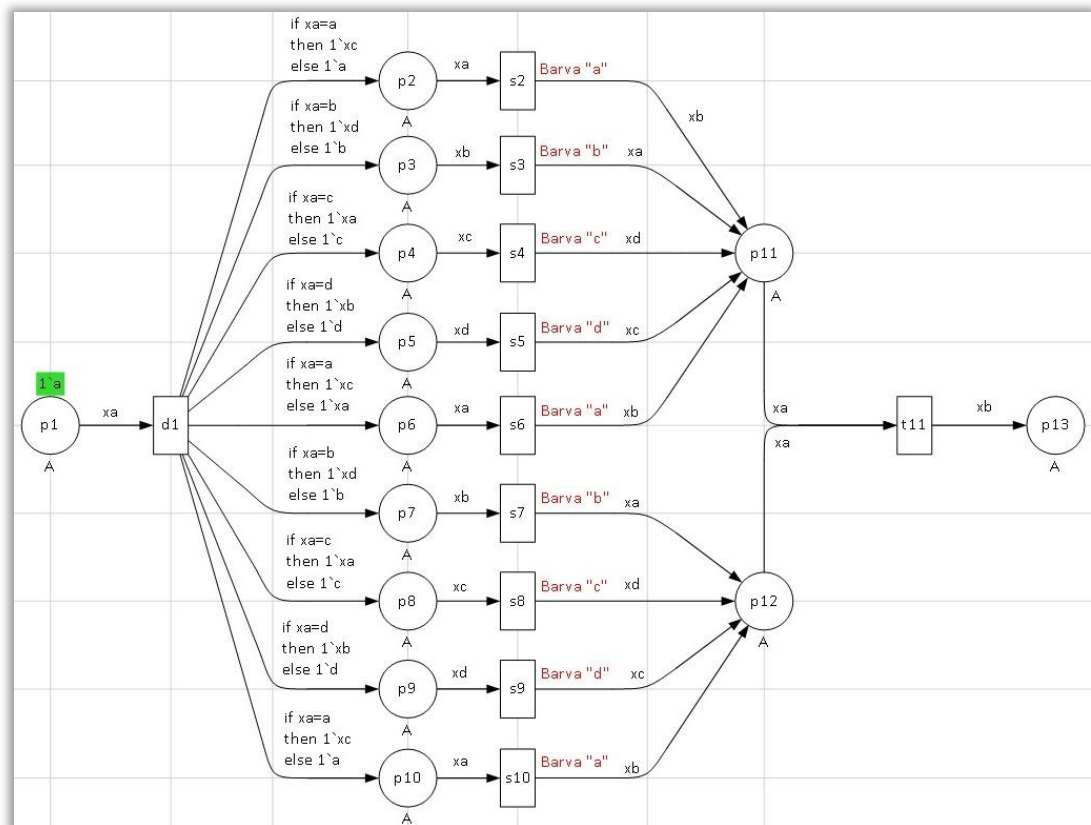 if xa=a
then 1`xc
else 1`a
p2
A
xa
s2
Barva "a"
xb
if xa=b
then 1`xd
else 1`b
p3
A
xb
s3
Barva "b"
xa
if xa=c
then 1`xa
else 1`c
p4
A
xc
s4
Barva "c"
xd
p11
A
if xa=d
then 1`xb
else 1`d
p5
A
xd
s5
Barva "d"
xc
1`a
p1
A
xa
d1
if xa=a
then 1`xc
else 1`xa
p6
A
xa
s6
Barva "a"
xb
xa
xa
t11
xb
p13
A
if xa=b
then 1`xd
else 1`b
p7
A
xb
s7
Barva "b"
xa
if xa=c
then 1`xa
else 1`c
p8
A
xc
s8
Barva "c"
xd
p12
A
if xa=d
then 1`xb
else 1`d
p9
A
xd
s9
Barva "d"
xc
if xa=a
then 1`xc
else 1`a
p10
A
xa
s10
Barva "a"
xb